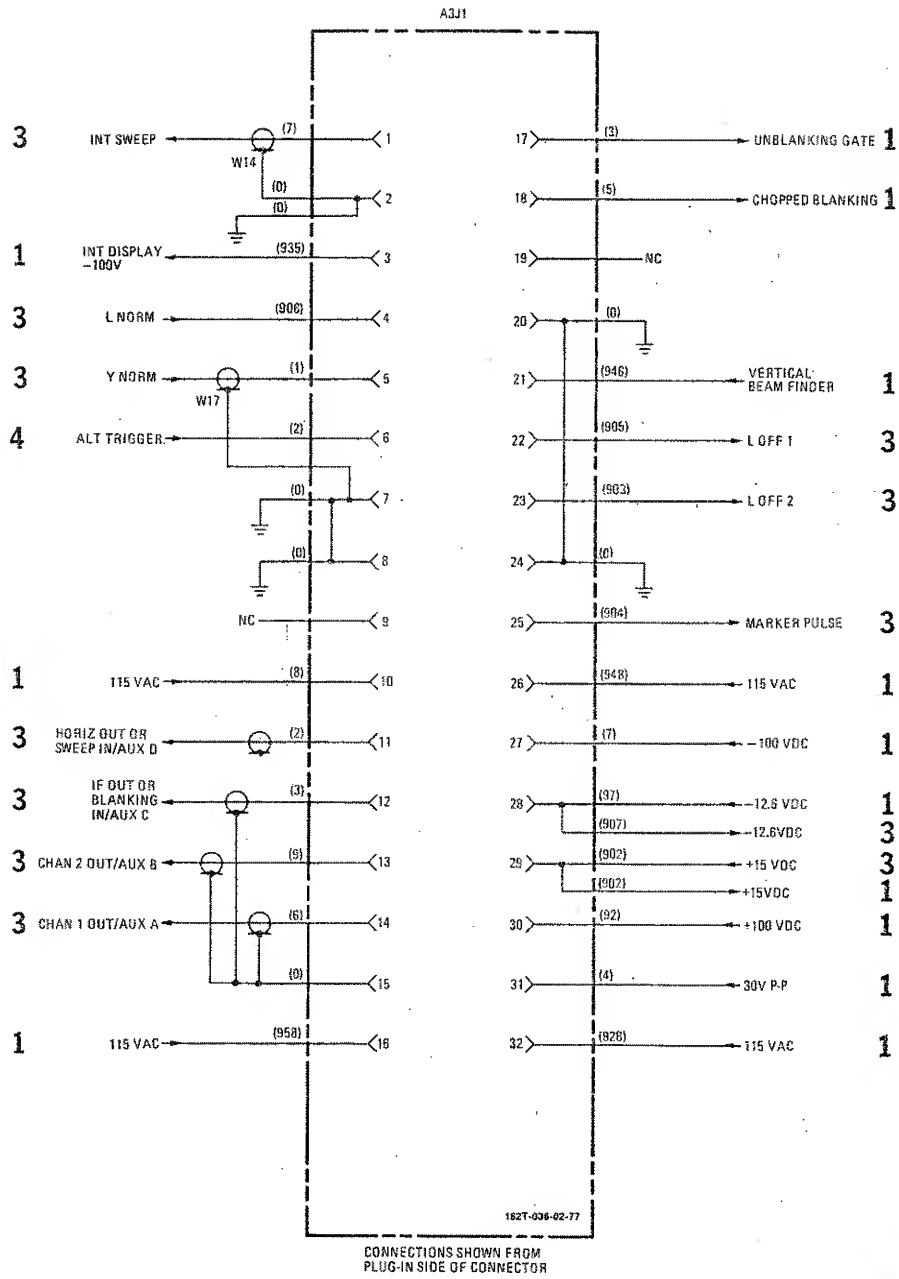 A3J1
3 INT SWEEP (7) 1
W14
(0) 2
(0)
1 INT DISPLAY -100V (935) 3
3 L NORM (906) 4
3 Y NORM (1) 5
W17
4 ALT TRIGGER (2) 6
(0) 7
(0) 8
NC 9
1 115 VAC (8) 10
3 HORIZ OUT OR SWEEP IN/AUX D (2) 11
3 IF OUT OR BLANKING IN/AUX C (3) 12
3 CHAN 2 OUT/AUX B (9) 13
3 CHAN 1 OUT/AUX A (6) 14
(0) 15
1 115 VAC (958) 16
17 (3) UNBLANKING GATE 1
18 (5) CHOPPED BLANKING 1
19 NC
20 (0)
21 (946) VERTICAL BEAM FINDER 1
22 (905) L OFF 1 3
23 (903) L OFF 2 3
24 (0)
25 (904) MARKER PULSE 3
26 (948) 115 VAC 1
27 (7) -100 VDC 1
28 (97) -12.6 VDC 1
(907) -12.6VDC 3
29 (902) +15 VDC 3
(902) +15VDC 1
30 (92) +100 VDC 1
31 (4) 30V P-P 1
32 (928) 115 VAC 1
182T-036-02-77
CONNECTIONS SHOWN FROM
PLUG-IN SIDE OF CONNECTOR